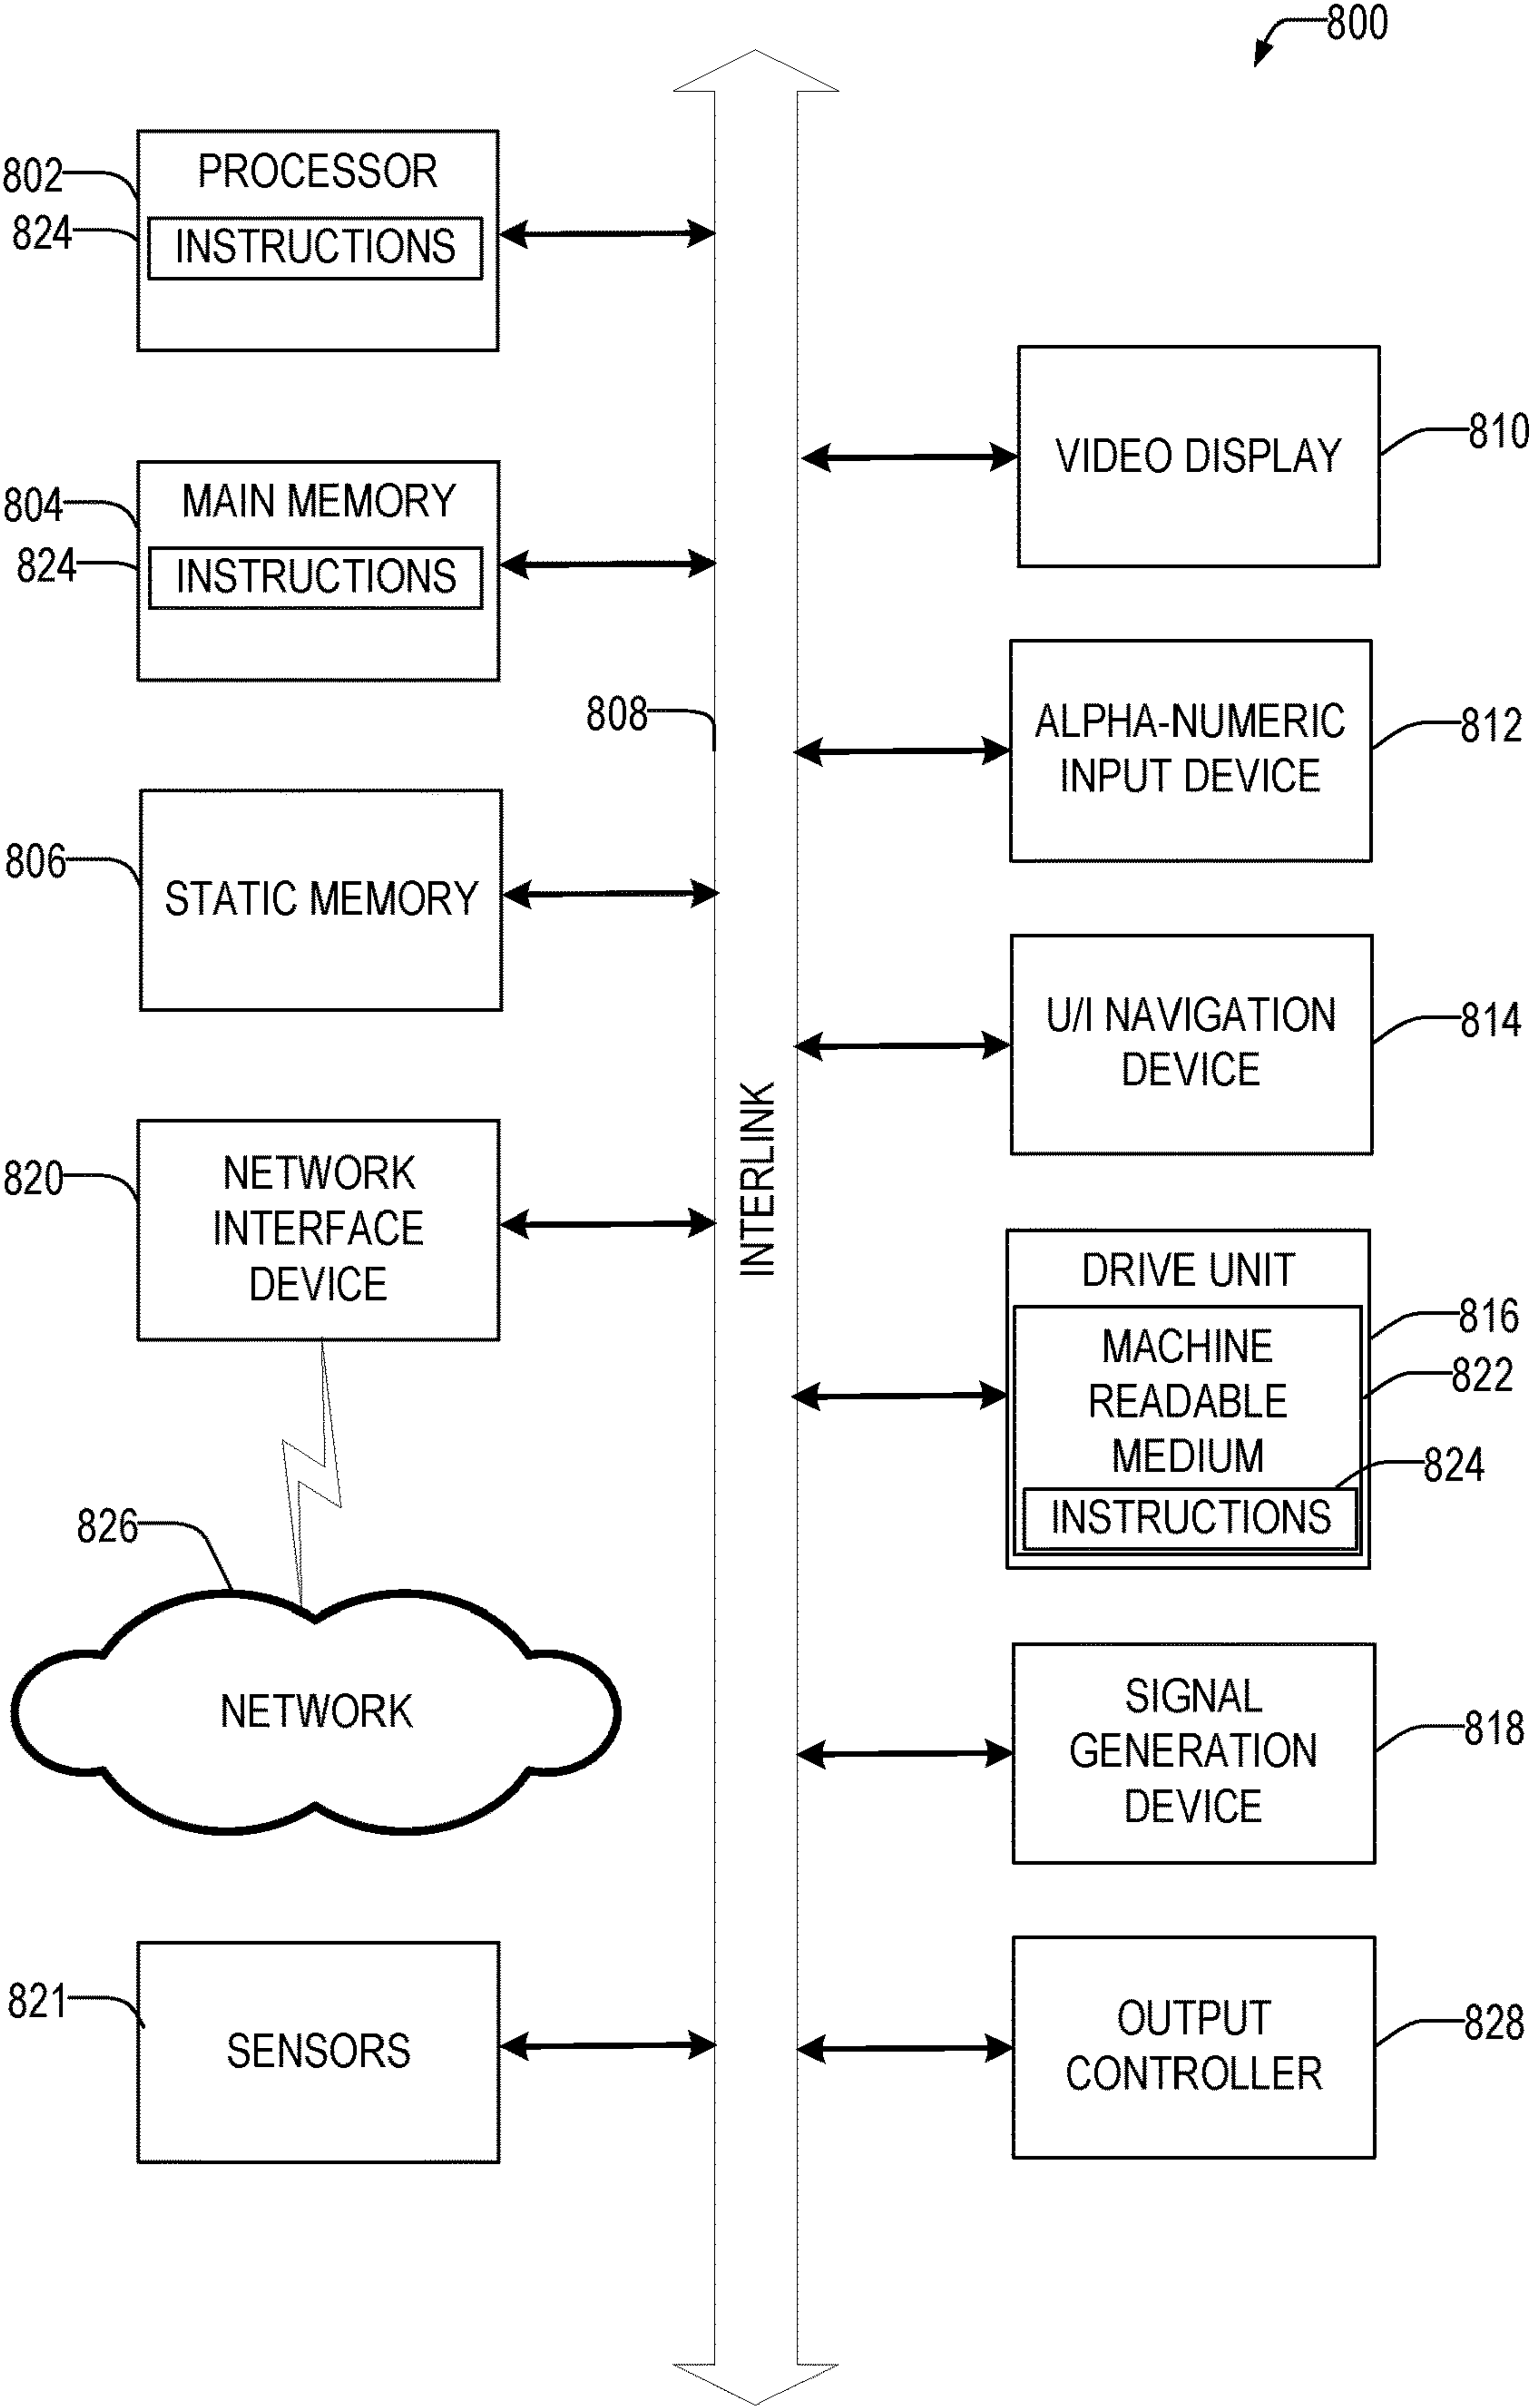 800
802
PROCESSOR
824
INSTRUCTIONS
804
MAIN MEMORY
824
INSTRUCTIONS
808
806
STATIC MEMORY
820
NETWORK
INTERFACE
DEVICE
826
NETWORK
821
SENSORS
INTERLINK
VIDEO DISPLAY
810
ALPHA-NUMERIC
INPUT DEVICE
812
U/I NAVIGATION
DEVICE
814
DRIVE UNIT
816
MACHINE
READABLE
MEDIUM
822
824
INSTRUCTIONS
SIGNAL
GENERATION
DEVICE
818
OUTPUT
CONTROLLER
828